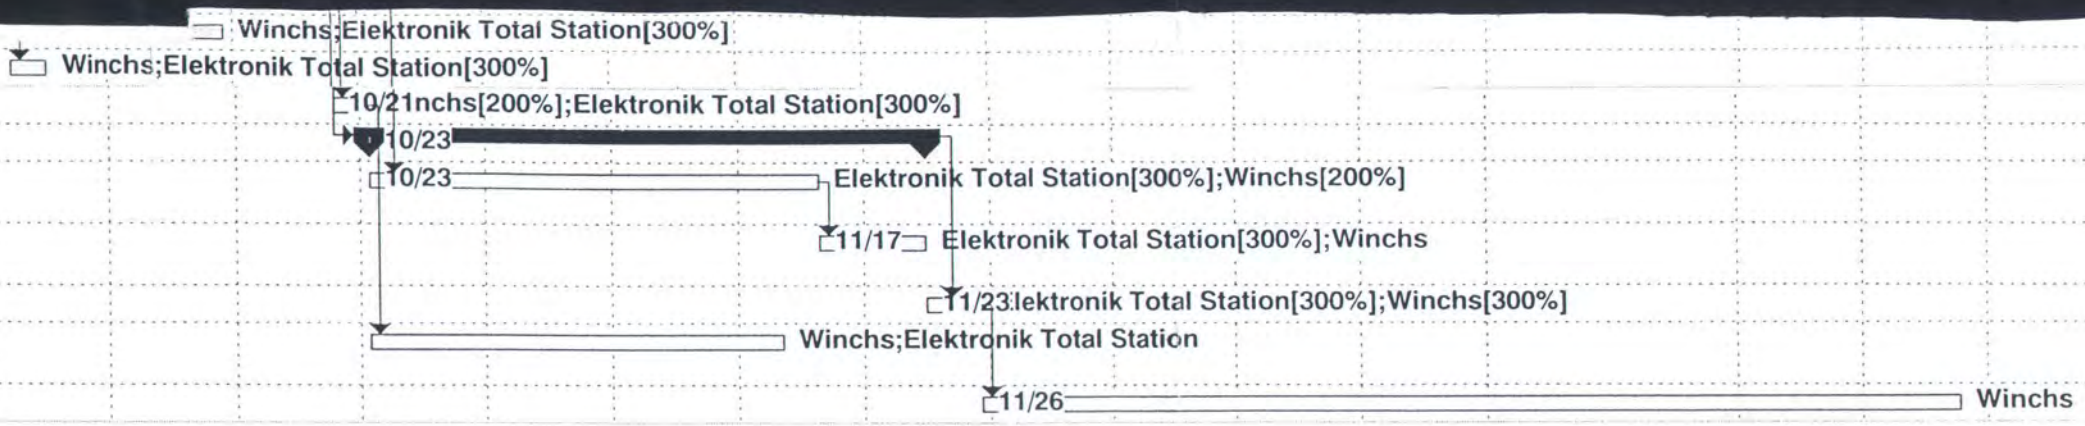 Winchs;Elektronik Total Station[300%]
Winchs;Elektronik Total Station[300%]
10/21nchs[200%];Elektronik Total Station[300%]
10/23
10/23 Elektronik Total Station[300%];Winchs[200%]
11/17 Elektronik Total Station[300%];Winchs
11/23:lektronik Total Station[300%];Winchs[300%]
Winchs;Elektronik Total Station
11/26 Winchs